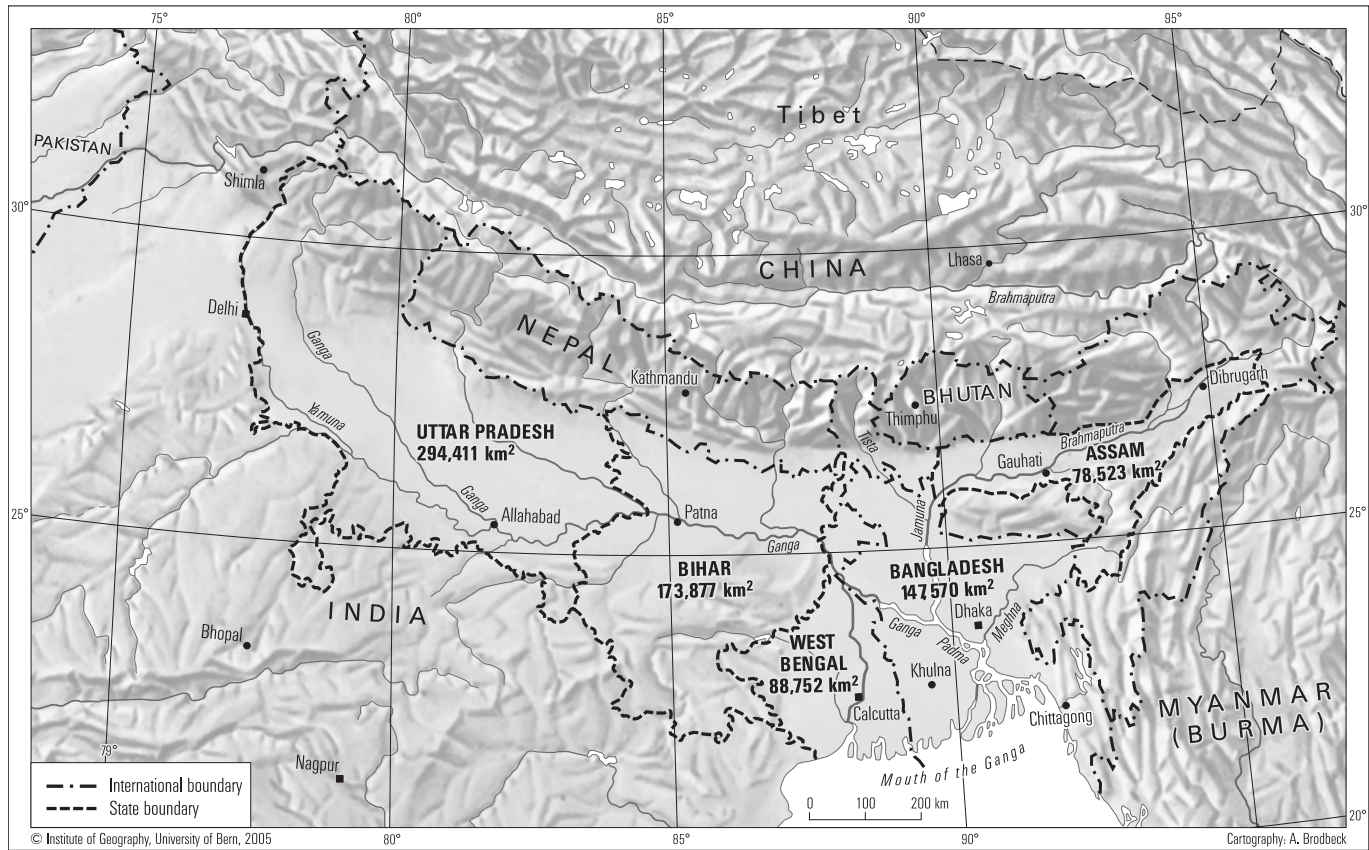 75°
80°
85°
90°
95°
Tibet
PAKISTAN
Shimla
30°
30°
CHINA
Lhasa
Brahmaputra
Delhi
Ganga
NEPAL
Kathmandu
BHUTAN
Thimphu
Dibrugarh
Yamuna
UTTAR PRADESH
294,411 km²
Tista
Brahmaputra
ASSAM
78,523 km²
Gauhati
Ganga
Allahabad
Patna
Jamuna
25°
25°
Ganga
BIHAR
173,877 km²
BANGLADESH
147,570 km²
Dhaka
Meghna
INDIA
Bhopal
WEST
BENGAL
88,752 km²
Ganga
Padma
Khulna
Calcutta
Chittagong
MYANMAR
(BURMA)
79°
Nagpur
Mouth of the Ganga
International boundary
State boundary
0 100 200 km
20°
© Institute of Geography, University of Bern, 2005
80°
85°
90°
Cartography: A. Brodbeck